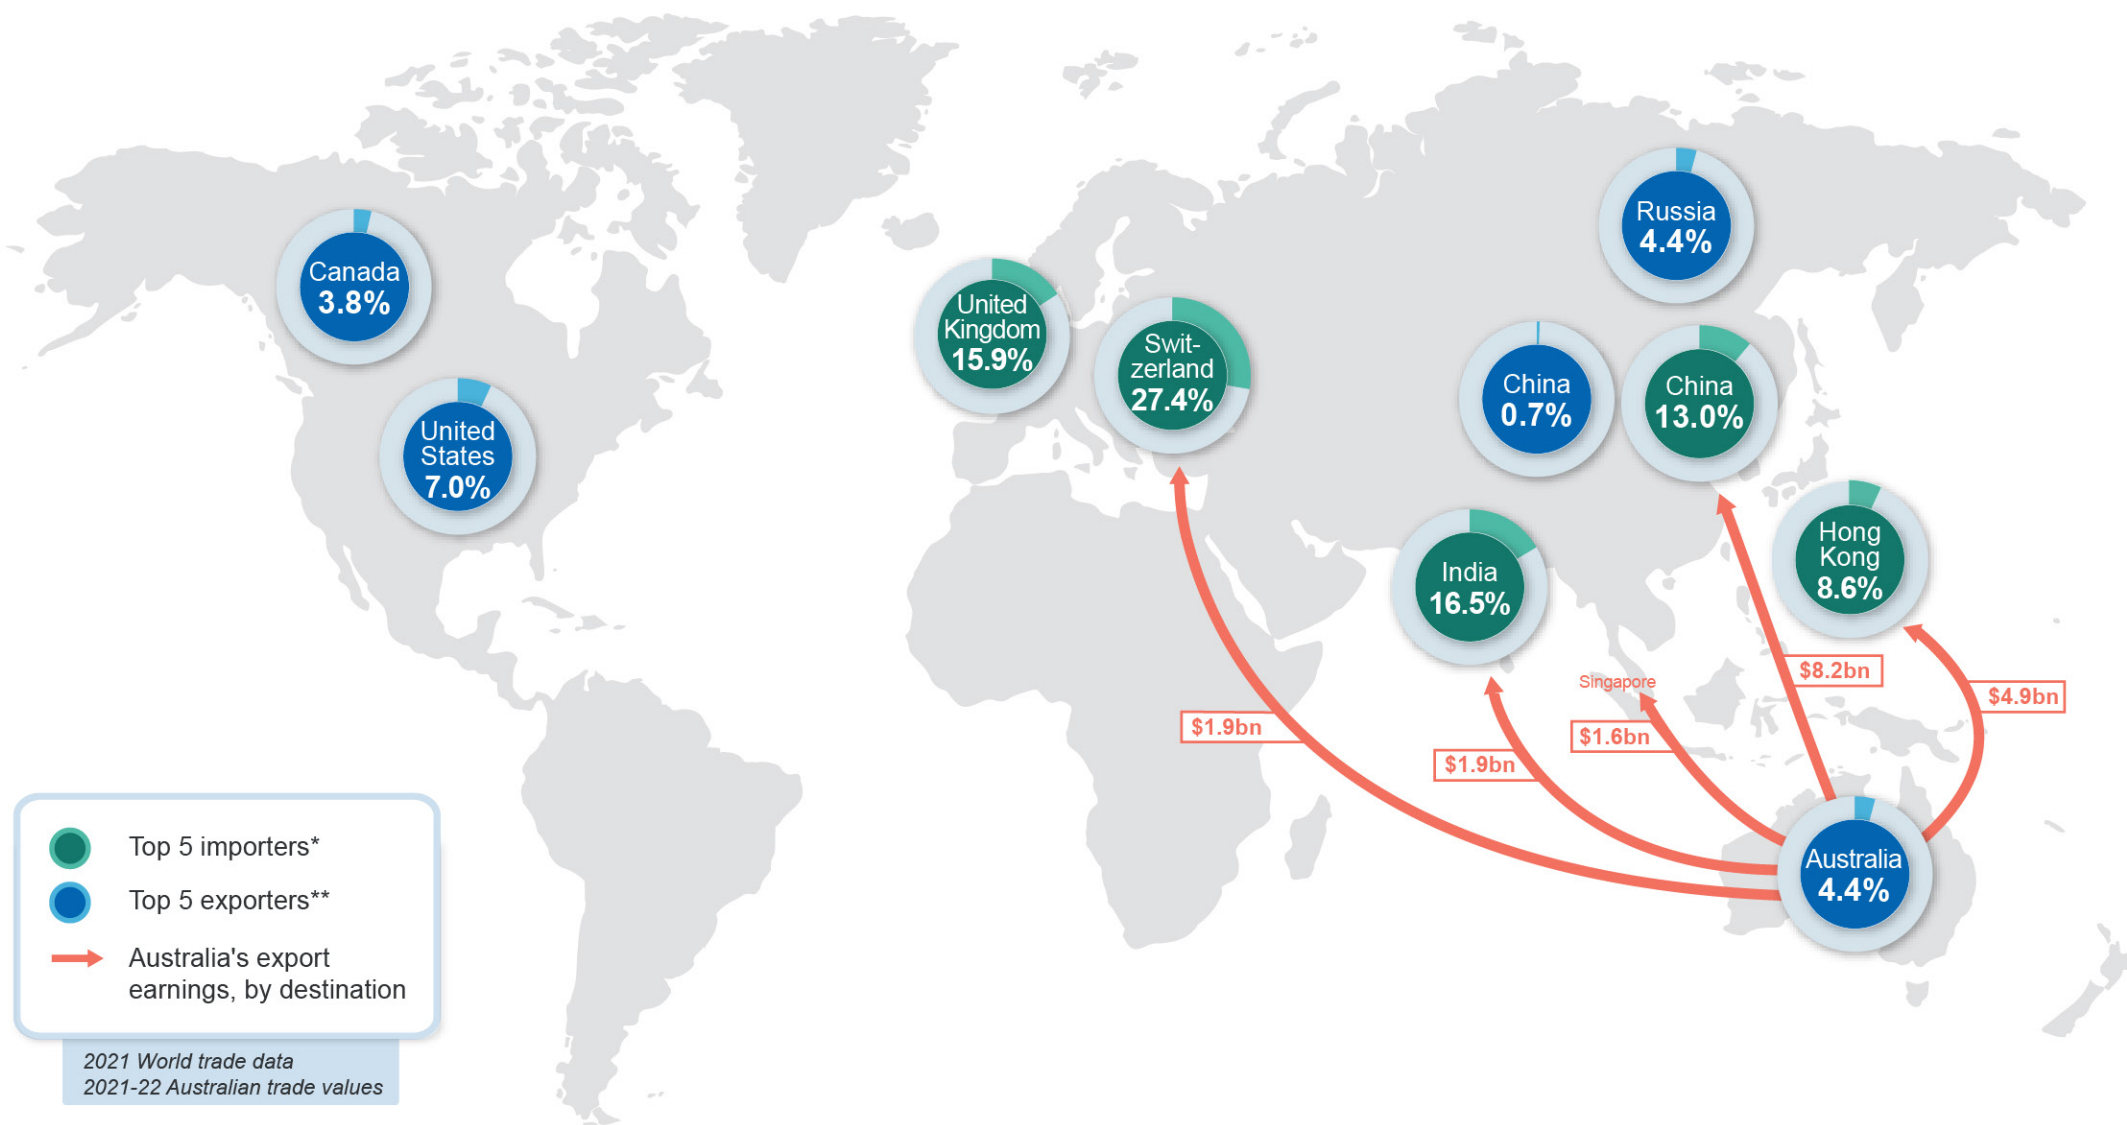 Canada
3.8%
United
States
7.0%
United
Kingdom
15.9%
Swit-
zerland
27.4%
Russia
4.4%
China
0.7%
China
13.0%
Hong
Kong
8.6%
India
16.5%
Singapore
$8.2bn
$4.9bn
$1.9bn
$1.6bn
$1.9bn
Australia
4.4%
Top 5 importers*
Top 5 exporters**
Australia's export
earnings, by destination
2021 World trade data
2021-22 Australian trade values